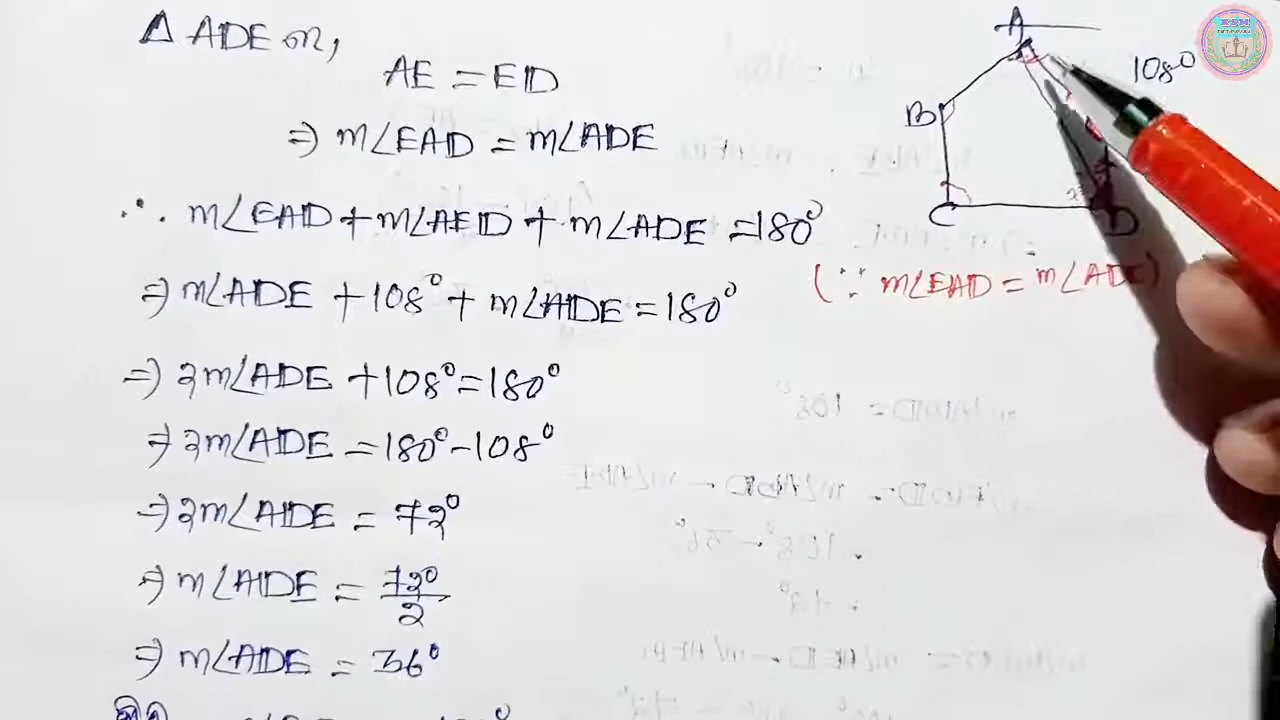 △ ADE ରେ,
AE = ED
⇒ m∠EAD = m∠ADE
∴ m∠EAD + m∠AED + m∠ADE = 180°
⇒ m∠ADE + 108° + m∠ADE = 180°
(∵ m∠EAD = m∠ADE)
⇒ 2m∠ADE + 108° = 180°
⇒ 2m∠ADE = 180° - 108°
⇒ 2m∠ADE = 72°
⇒ m∠ADE = 72°/2
⇒ m∠ADE = 36°
A
108°
B
C
D